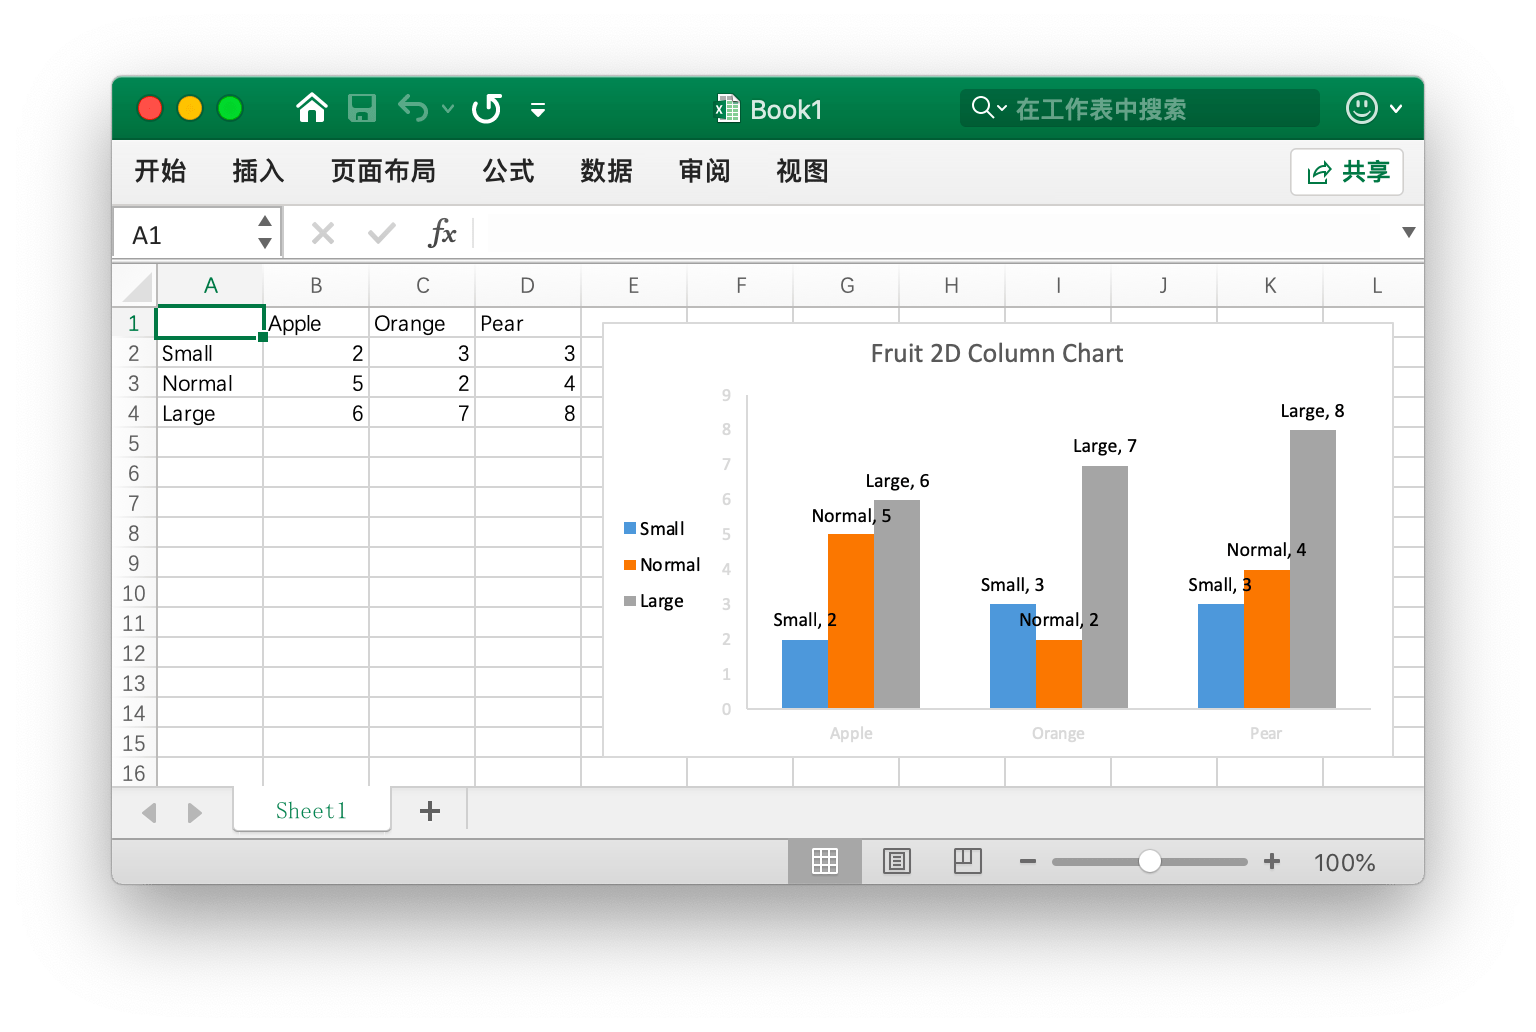 Book1
在工作表中搜索
开始 插入 页面布局 公式 数据 审阅 视图 共享
A1 fx
A B C D E F G H I J K L
1 Apple Orange Pear
2 Small 2 3 3
3 Normal 5 2 4
4 Large 6 7 8
5
6
7
8
9
10
11
12
13
14
15
16
Fruit 2D Column Chart
9
8
7
6
5
4
3
2
1
0
Small
Normal
Large
Small, 2
Normal, 5
Large, 6
Small, 3
Normal, 2
Large, 7
Small, 3
Normal, 4
Large, 8
Apple Orange Pear
Sheet1
100%